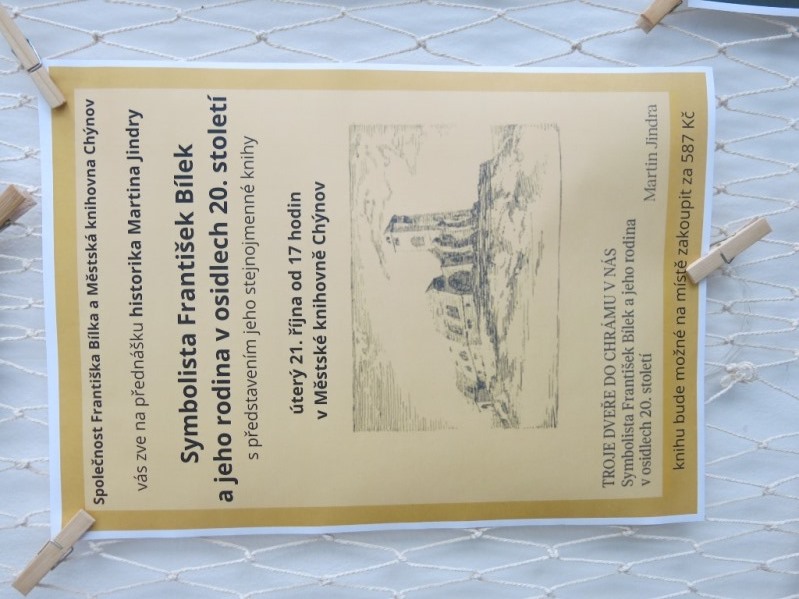 Společnost Františka Bílka a Městská knihovna Chýnov
vás zve na přednášku historika Martina Jindry
Symbolista František Bílek
a jeho rodina v osidlech 20. století
s představením jeho stejnojmenné knihy
úterý 21. října od 17 hodin
v Městské knihovně Chýnov
TROJE DVEŘE DO CHRÁMU V NÁS
Symbolista František Bílek a jeho rodina
v osidlech 20. století
Martin Jindra
knihu bude možné na místě zakoupit za 587 Kč